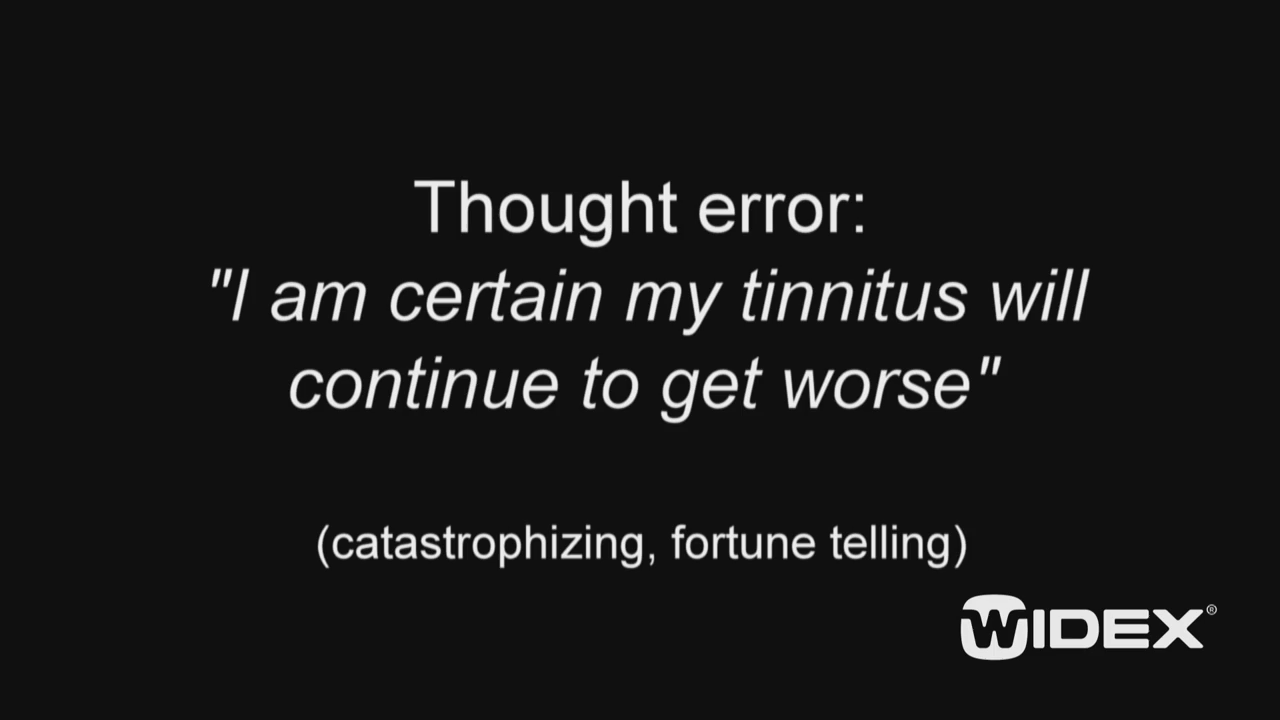 Thought error:
"I am certain my tinnitus will
continue to get worse"
(catastrophizing, fortune telling)
WIDEX®